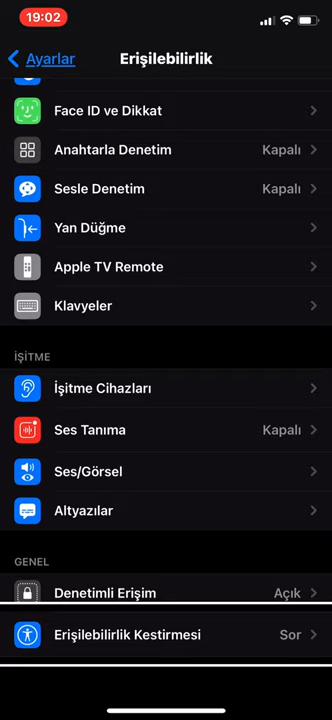 19:02
Ayarlar
Erişilebilirlik
Face ID ve Dikkat
Anahtarla Denetim Kapalı
Sesle Denetim Kapalı
Yan Düğme
Apple TV Remote
Klavyeler
İŞİTME
İşitme Cihazları
Ses Tanıma Kapalı
Ses/Görsel
Altyazılar
GENEL
Denetimli Erişim Açık
Erişilebilirlik Kestirmesi Sor